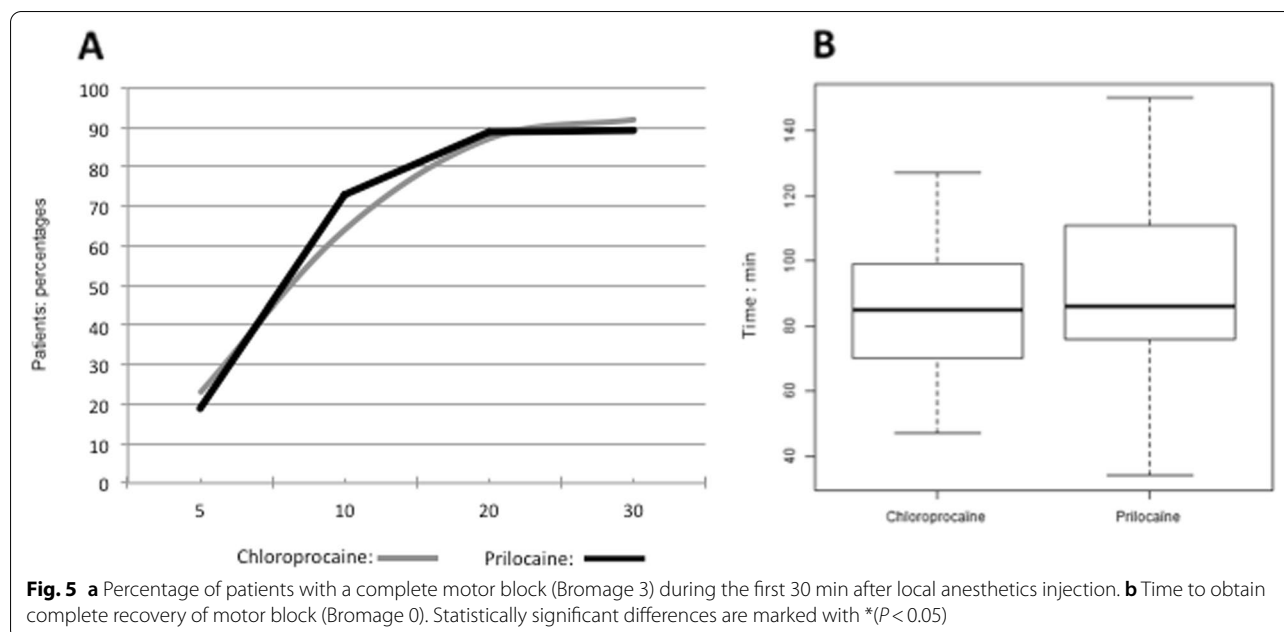 A
100
90
80
70
60
50
40
30
20
10
0
Patients: percentages
5 10 20 30
Chloroprocaine: Prilocaine:
B
140
120
100
80
60
40
Time : min
Chloroprocaïne Prilocaïne
Fig. 5 a Percentage of patients with a complete motor block (Bromage 3) during the first 30 min after local anesthetics injection. b Time to obtain
complete recovery of motor block (Bromage 0). Statistically significant differences are marked with *(P < 0.05)